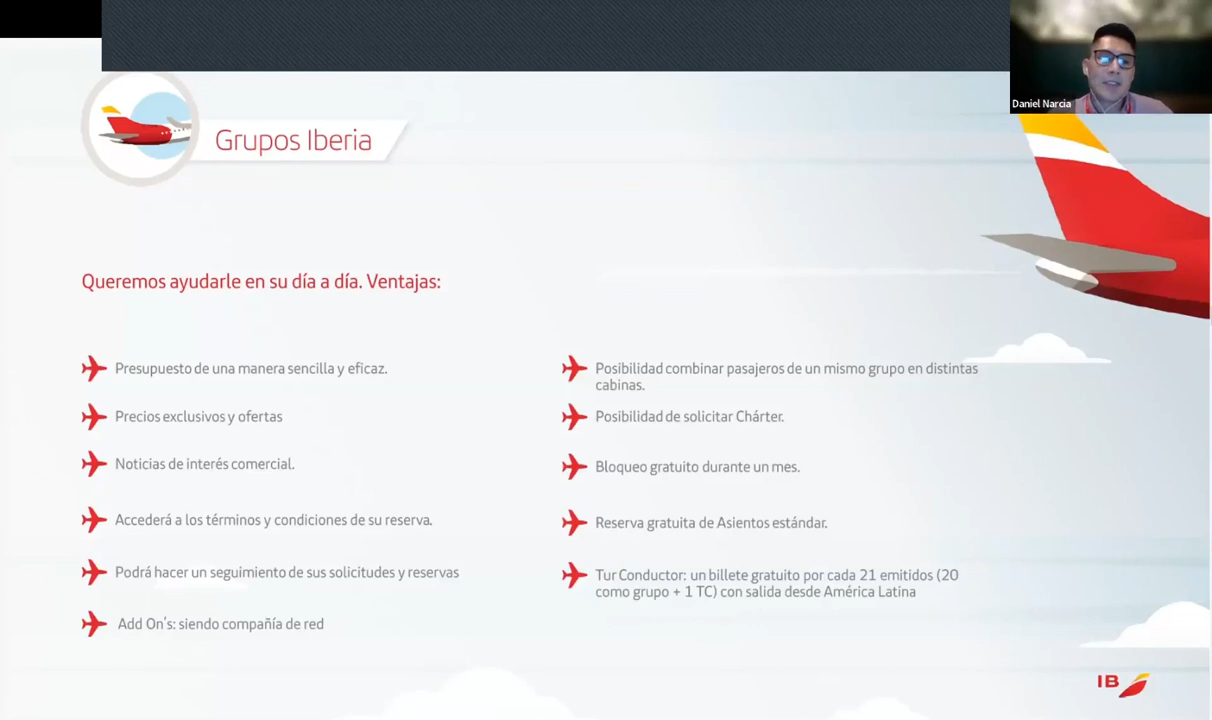 Daniel Narcia
Grupos Iberia
Queremos ayudarle en su día a día. Ventajas:
Presupuesto de una manera sencilla y eficaz.
Precios exclusivos y ofertas
Noticias de interés comercial.
Accederá a los términos y condiciones de su reserva.
Podrá hacer un seguimiento de sus solicitudes y reservas
Add On's: siendo compañía de red
Posibilidad combinar pasajeros de un mismo grupo en distintas
cabinas.
Posibilidad de solicitar Chárter.
Bloqueo gratuito durante un mes.
Reserva gratuita de Asientos estándar.
Tur Conductor: un billete gratuito por cada 21 emitidos (20
como grupo + 1 TC) con salida desde América Latina
IB